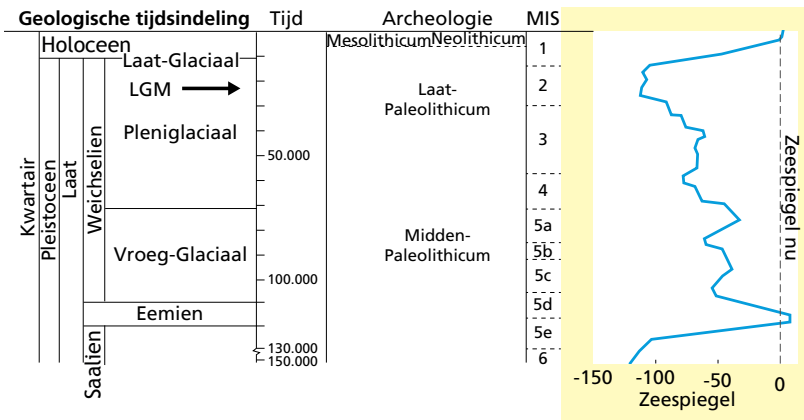 Geologische tijdsindeling Tijd Archeologie MIS
Holoceen
Mesolithicum Neolithicum
1
Laat-Glaciaal
LGM
Laat-
Paleolithicum
2
Pleniglaciaal
3
50.000
4
Kwartair
Pleistoceen
Laat
Weichselien
Vroeg-Glaciaal
Midden-
Paleolithicum
5a
5b
5c
100.000
5d
Eemien
5e
Saalien
130.000
150.000
6
Zeespiegel nu
-150 -100 -50 0
Zeespiegel